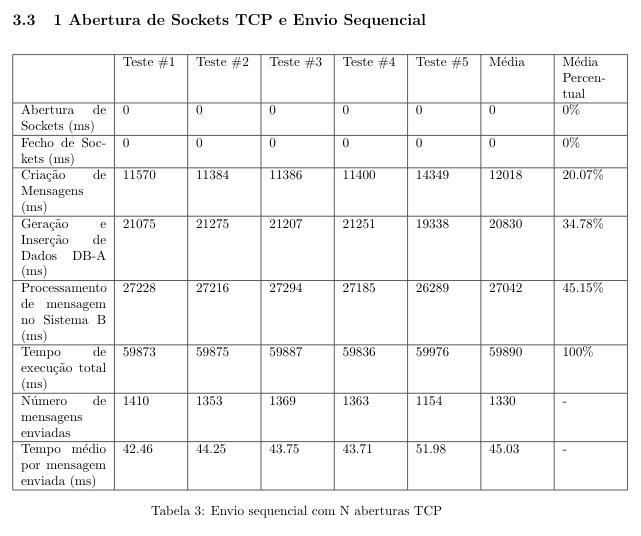 3.3 1 Abertura de Sockets TCP e Envio Sequencial
Teste #1 Teste #2 Teste #3 Teste #4 Teste #5 Média Média
Percen-
tual
Abertura de 0 0 0 0 0 0 0%
Sockets (ms)
Fecho de Soc- 0 0 0 0 0 0 0%
kets (ms)
Criação de 11570 11384 11386 11400 14349 12018 20.07%
Mensagens
(ms)
Geração e 21075 21275 21207 21251 19338 20830 34.78%
Inserção de
Dados DB-A
(ms)
Processamento 27228 27216 27294 27185 26289 27042 45.15%
de mensagem
no Sistema B
(ms)
Tempo de 59873 59875 59887 59836 59976 59890 100%
execução total
(ms)
Número de 1410 1353 1369 1363 1154 1330 -
mensagens
enviadas
Tempo médio 42.46 44.25 43.75 43.71 51.98 45.03 -
por mensagem
enviada (ms)
Tabela 3: Envio sequencial com N aberturas TCP